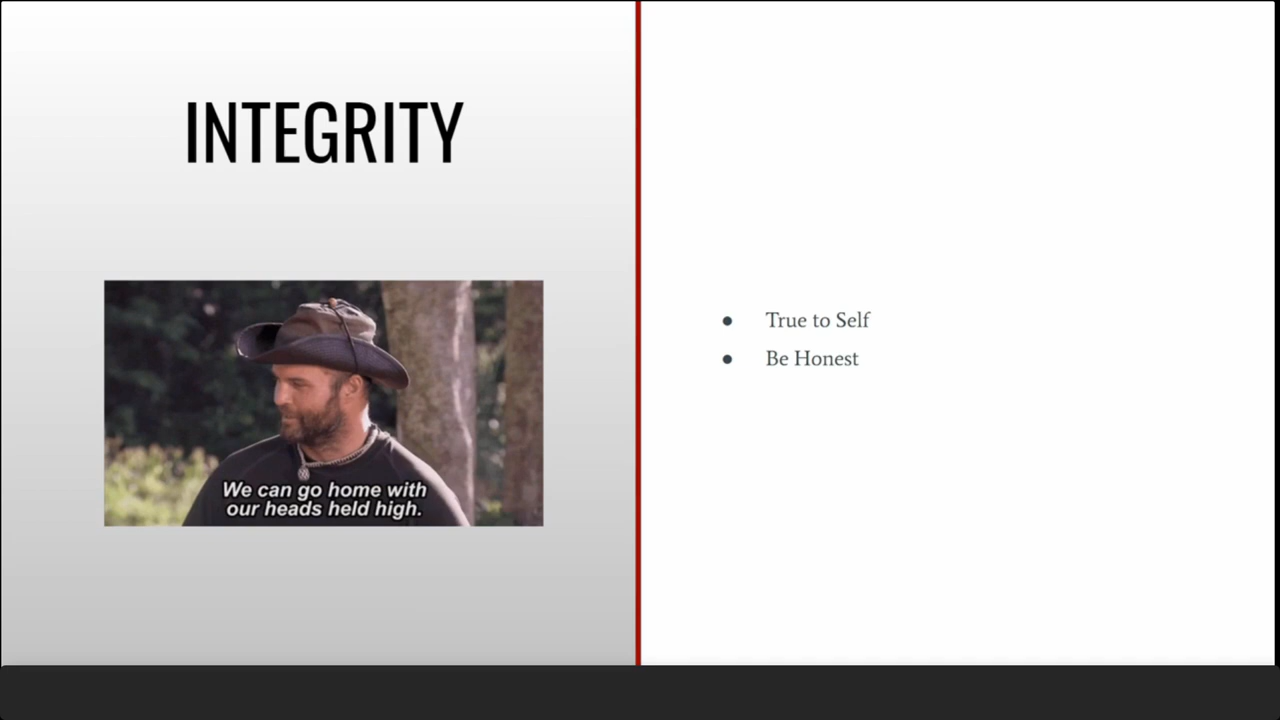 INTEGRITY
We can go home with
our heads held high.
True to Self
Be Honest